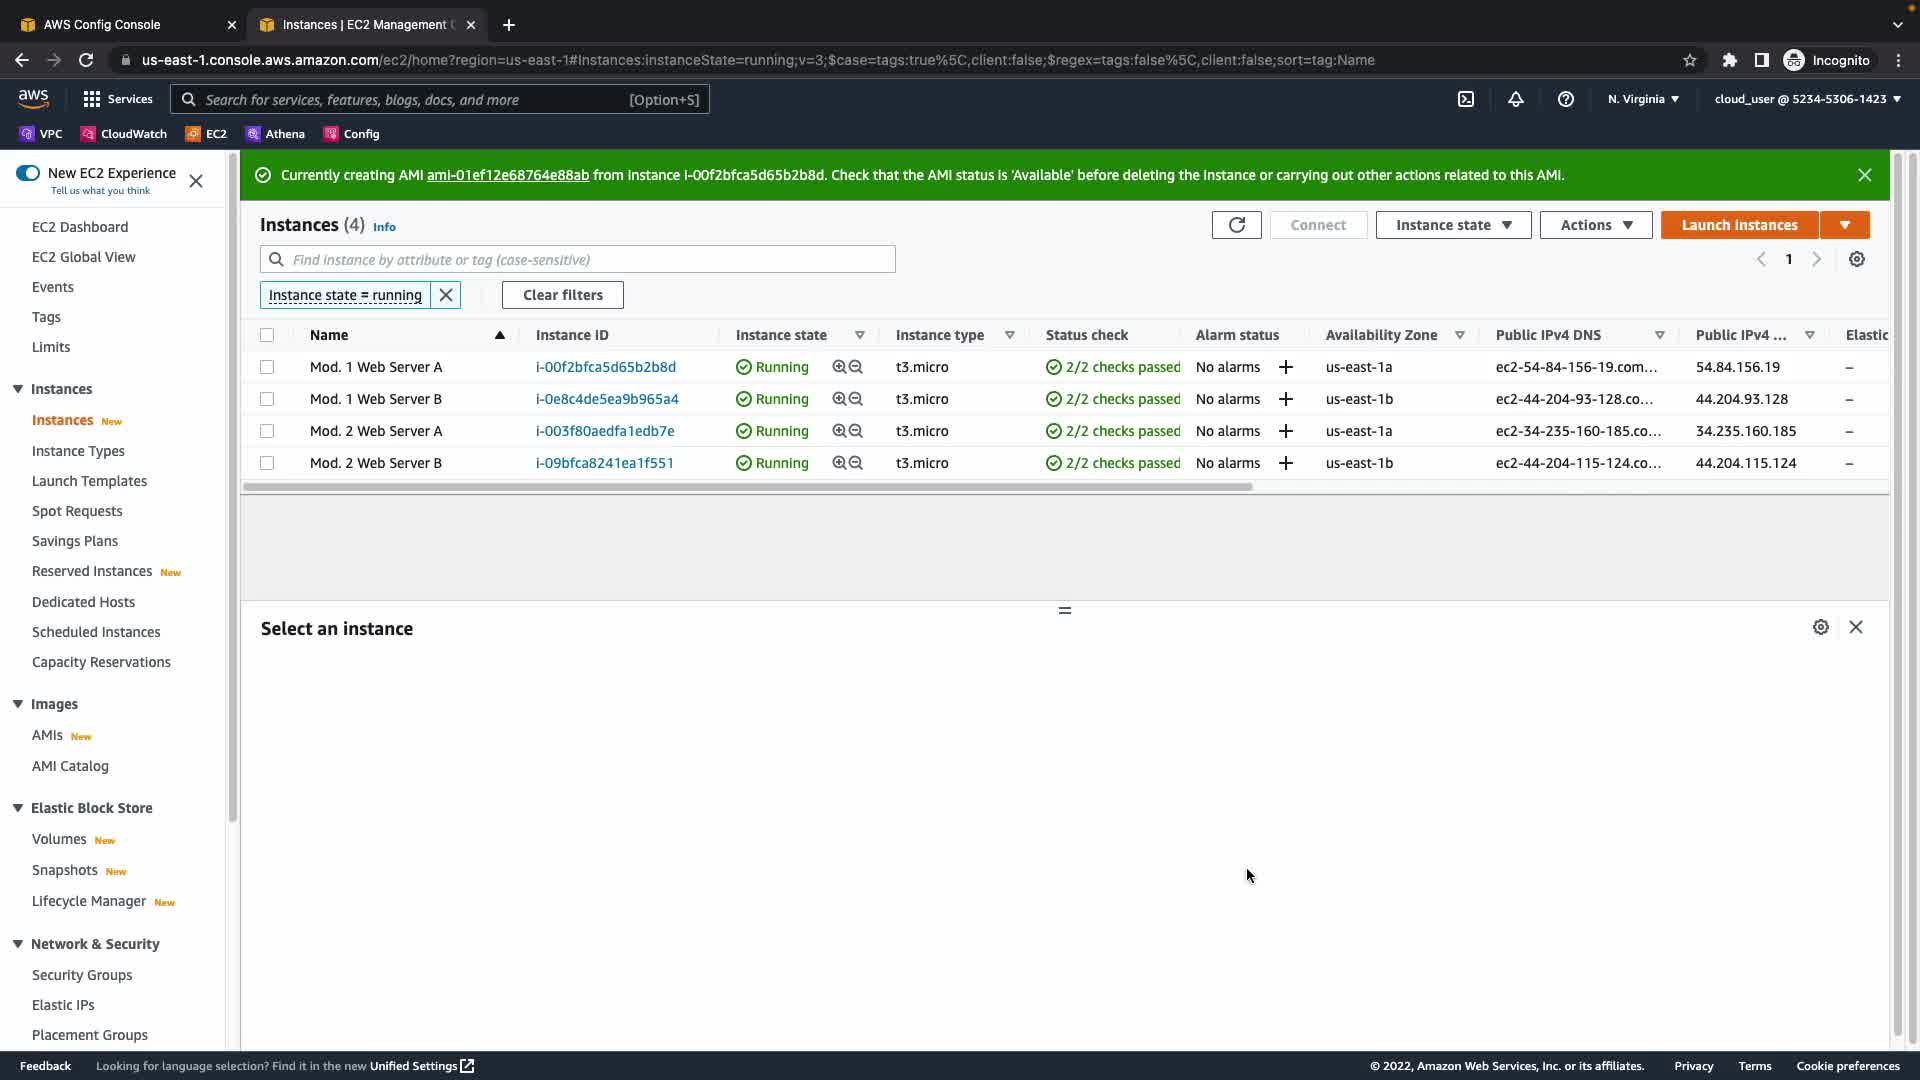 AWS Config Console
Instances | EC2 Management C
us-east-1.console.aws.amazon.com/ec2/home?region=us-east-1#Instances:instanceState=running;v=3;$case=tags:true%5C,client:false;$regex=tags:false%5C,client:false;sort=tag:Name
Incognito
aws
Services
Search for services, features, blogs, docs, and more
[Option+S]
N. Virginia
cloud_user @ 5234-5306-1423
VPC
CloudWatch
EC2
Athena
Config
New EC2 Experience
Tell us what you think
EC2 Dashboard
EC2 Global View
Events
Tags
Limits
Instances
Instances New
Instance Types
Launch Templates
Spot Requests
Savings Plans
Reserved Instances New
Dedicated Hosts
Scheduled Instances
Capacity Reservations
Images
AMIs New
AMI Catalog
Elastic Block Store
Volumes New
Snapshots New
Lifecycle Manager New
Network & Security
Security Groups
Elastic IPs
Placement Groups
Currently creating AMI ami-01ef12e68764e88ab from instance i-00f2bfca5d65b2b8d. Check that the AMI status is 'Available' before deleting the instance or carrying out other actions related to this AMI.
Instances (4) Info
Connect
Instance state
Actions
Launch instances
Find instance by attribute or tag (case-sensitive)
1
Instance state = running
Clear filters
Name Instance ID Instance state Instance type Status check Alarm status Availability Zone Public IPv4 DNS Public IPv4 ... Elastic
Mod. 1 Web Server A i-00f2bfca5d65b2b8d Running t3.micro 2/2 checks passed No alarms + us-east-1a ec2-54-84-156-19.com... 54.84.156.19 –
Mod. 1 Web Server B i-0e8c4de5ea9b965a4 Running t3.micro 2/2 checks passed No alarms + us-east-1b ec2-44-204-93-128.co... 44.204.93.128 –
Mod. 2 Web Server A i-003f80aedfa1edb7e Running t3.micro 2/2 checks passed No alarms + us-east-1a ec2-34-235-160-185.co... 34.235.160.185 –
Mod. 2 Web Server B i-09bfca8241ea1f551 Running t3.micro 2/2 checks passed No alarms + us-east-1b ec2-44-204-115-124.co... 44.204.115.124 –
Select an instance
Feedback
Looking for language selection? Find it in the new Unified Settings
© 2022, Amazon Web Services, Inc. or its affiliates.
Privacy
Terms
Cookie preferences